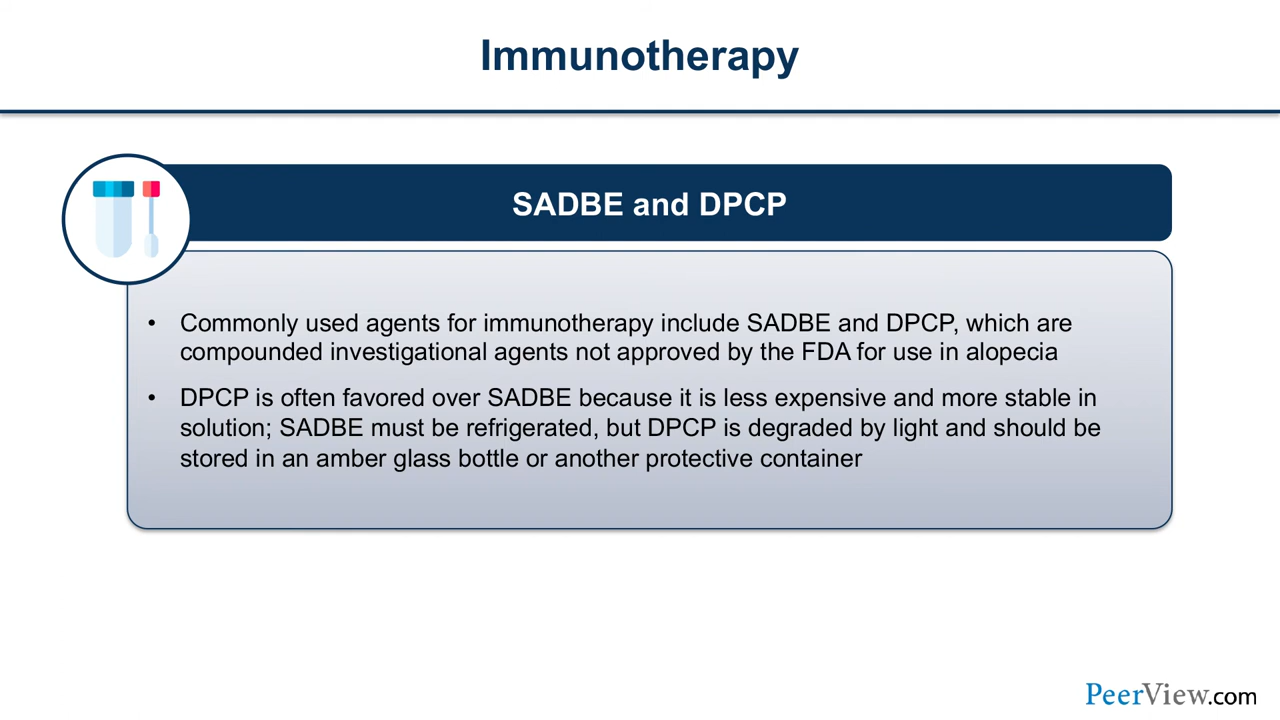 Immunotherapy
SADBE and DPCP
• Commonly used agents for immunotherapy include SADBE and DPCP, which are
compounded investigational agents not approved by the FDA for use in alopecia
• DPCP is often favored over SADBE because it is less expensive and more stable in
solution; SADBE must be refrigerated, but DPCP is degraded by light and should be
stored in an amber glass bottle or another protective container
PeerView.com